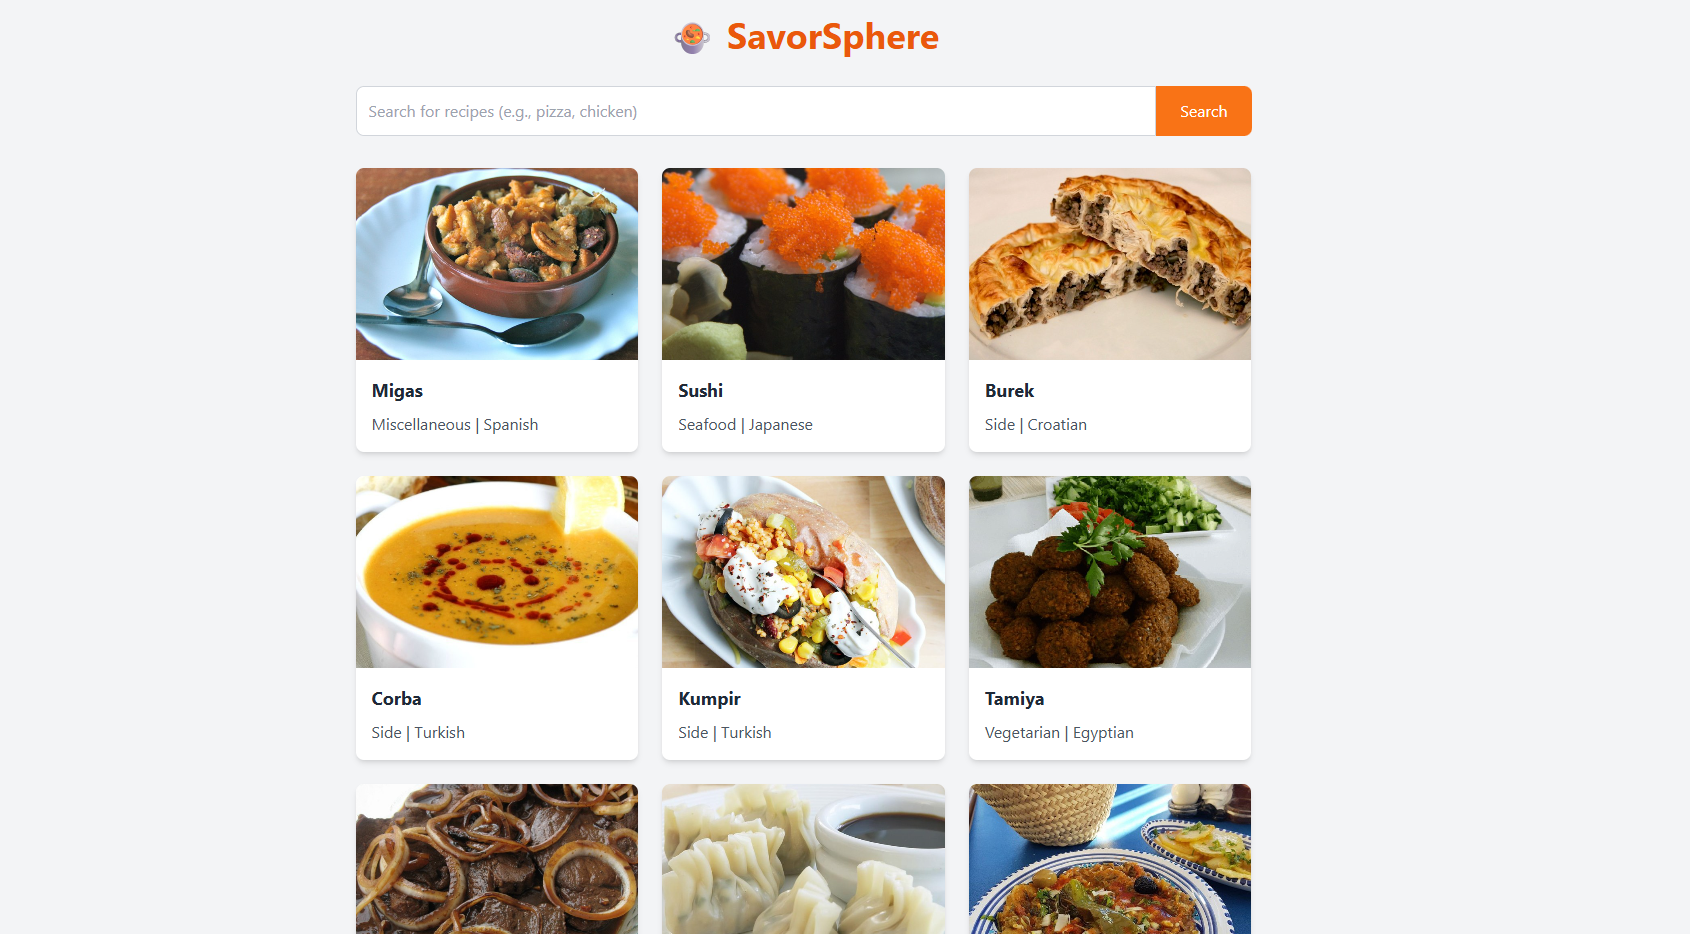 SavorSphere
Search for recipes (e.g., pizza, chicken)
Search
Migas
Miscellaneous | Spanish
Sushi
Seafood | Japanese
Burek
Side | Croatian
Corba
Side | Turkish
Kumpir
Side | Turkish
Tamiya
Vegetarian | Egyptian